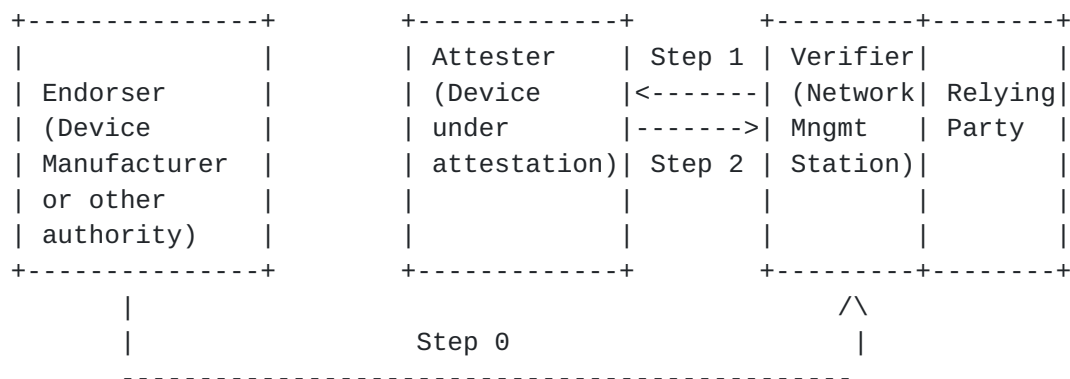 +---------------+        +-------------+        +---------+--------+
|               |        | Attester    | Step 1 | Verifier|        |
| Endorser      |        | (Device     |<-------| (Network| Relying|
| (Device       |        | under       |------->| Mngmt   | Party  |
| Manufacturer  |        | attestation)| Step 2 | Station)|        |
| or other      |        |             |        |         |        |
| authority)    |        |             |        |         |        |
+---------------+        +-------------+        +---------+--------+
       |                                             /\
       |                  Step 0                      |
       -----------------------------------------------